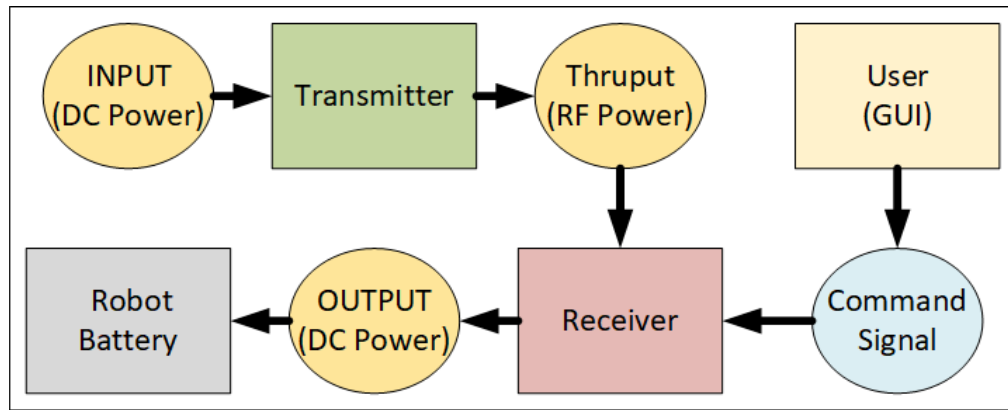 INPUT
(DC Power)
Transmitter
Thruput
(RF Power)
User
(GUI)
Robot
Battery
OUTPUT
(DC Power)
Receiver
Command
Signal